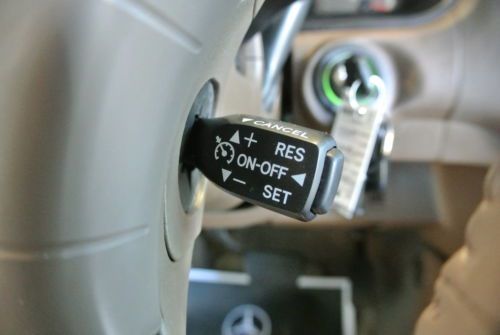 CANCEL
+ RES
ON-OFF
− SET